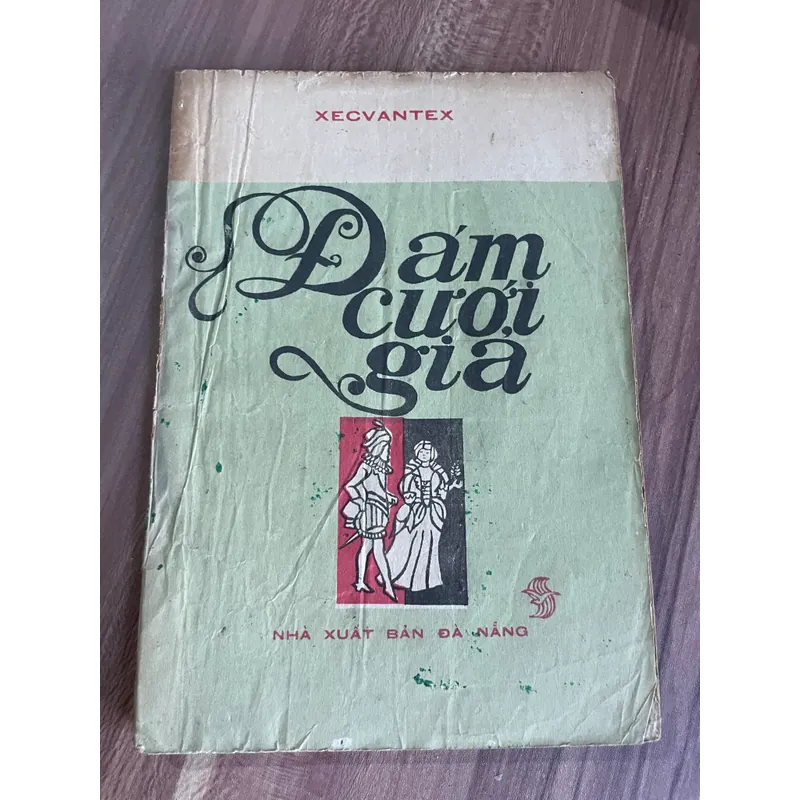 XECVANTEX
Đám
cưới
giả
NHÀ XUẤT BẢN ĐÀ NẴNG